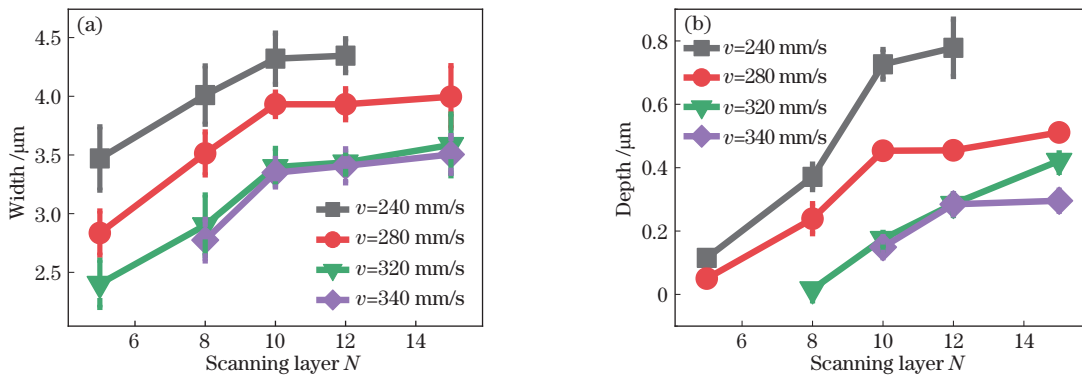 (a)
4.5
4.0
3.5
3.0
2.5
Width /μm
v=240 mm/s
v=280 mm/s
v=320 mm/s
v=340 mm/s
6 8 10 12 14
Scanning layer N
(b)
0.8
0.6
0.4
0.2
0
Depth /μm
v=240 mm/s
v=280 mm/s
v=320 mm/s
v=340 mm/s
6 8 10 12 14
Scanning layer N